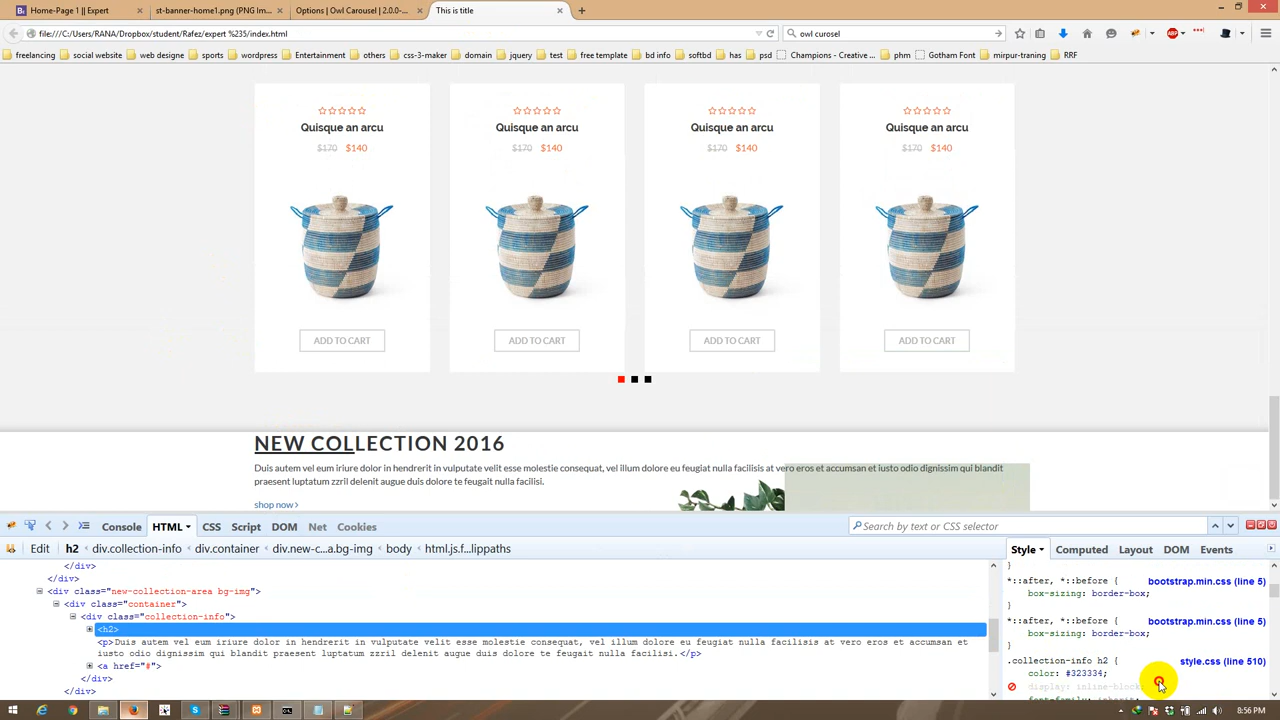 Home-Page 1 || Expert
st-banner-home1.png (PNG Im...
Options | Owl Carousel | 2.0.0-...
This is title
file:///C:/Users/RANA/Dropbox/student/Rafez/expert %235/index.html
owl curosel
freelancing
social website
web designe
sports
wordpress
Entertainment
others
css-3-maker
domain
jquery
test
free template
bd info
softbd
has
psd
Champions - Creative ...
phm
Gotham Font
mirpur-traning
RRF
Quisque an arcu
Quisque an arcu
Quisque an arcu
Quisque an arcu
$170 $140
$170 $140
$170 $140
$170 $140
ADD TO CART
ADD TO CART
ADD TO CART
ADD TO CART
NEW COLLECTION 2016
Duis autem vel eum iriure dolor in hendrerit in vulputate velit esse molestie consequat, vel illum dolore eu feugiat nulla facilisis at vero eros et accumsan et iusto odio dignissim qui blandit
praesent luptatum zzril delenit augue duis dolore te feugait nulla facilisi.
shop now
Console
HTML
CSS
Script
DOM
Net
Cookies
Search by text or CSS selector
Edit
h2
div.collection-info
div.container
div.new-c...a.bg-img
body
html.js.f...lippaths
Style
Computed
Layout
DOM
Events
</div>
</div>
<div class="new-collection-area bg-img">
<div class="container">
<div class="collection-info">
<h2>
<p>Duis autem vel eum iriure dolor in hendrerit in vulputate velit esse molestie consequat, vel illum dolore eu feugiat nulla facilisis at vero eros et accumsan et
iusto odio dignissim qui blandit praesent luptatum zzril delenit augue duis dolore te feugait nulla facilisi.</p>
<a href="#">
</div>
</div>
}
*::after, *::before {
bootstrap.min.css (line 5)
box-sizing: border-box;
}
*::after, *::before {
bootstrap.min.css (line 5)
box-sizing: border-box;
}
.collection-info h2 {
style.css (line 510)
color: #323334;
display: inline-block;
font-family: inherit;
8:56 PM